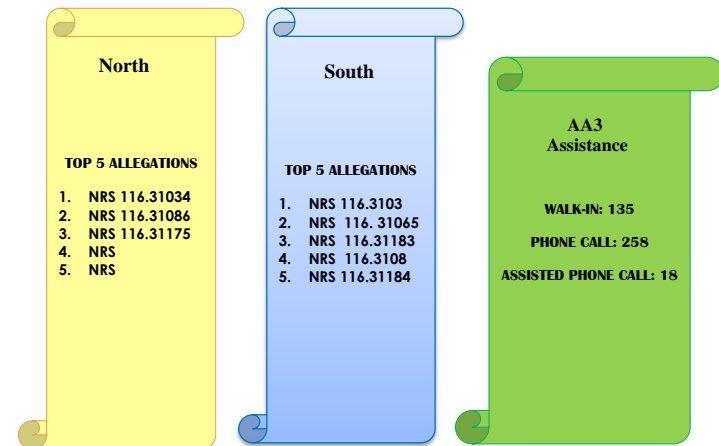 North
TOP 5 ALLEGATIONS
1. NRS 116.31034
2. NRS 116.31086
3. NRS 116.31175
4. NRS
5. NRS
South
TOP 5 ALLEGATIONS
1. NRS 116.3103
2. NRS 116. 31065
3. NRS 116.31183
4. NRS 116.3108
5. NRS 116.31184
AA3
Assistance
WALK-IN: 135
PHONE CALL: 258
ASSISTED PHONE CALL: 18